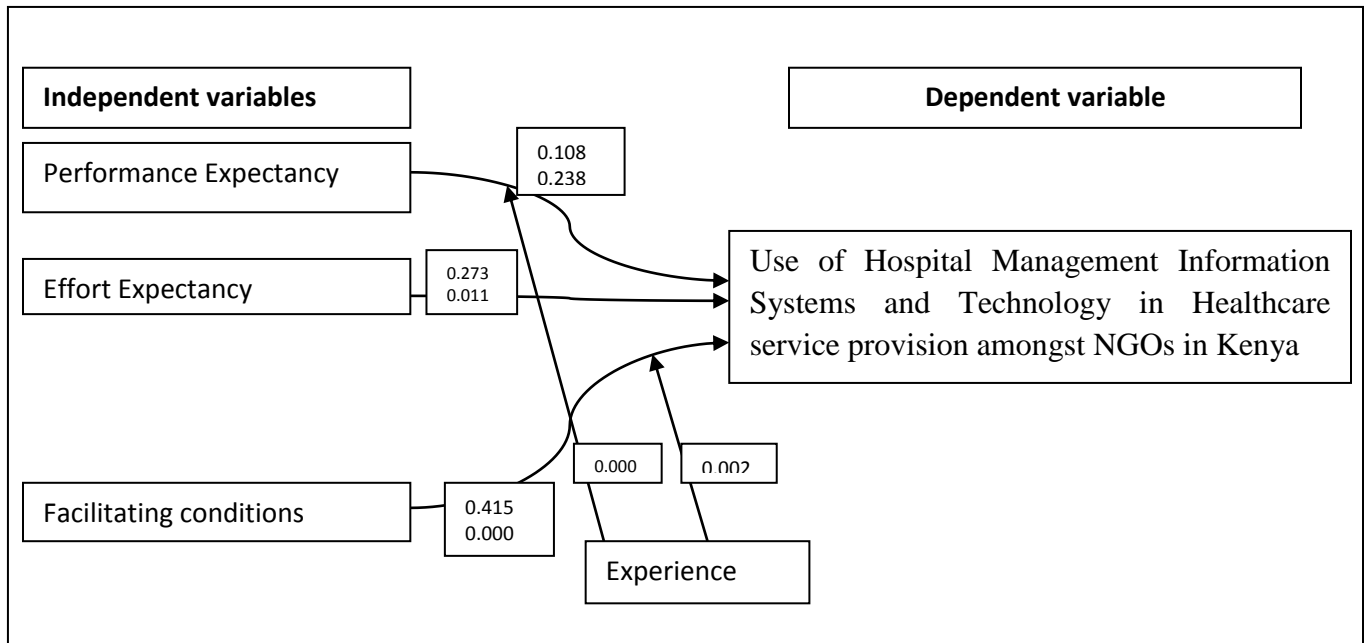 Independent variables
Dependent variable
Performance Expectancy
0.108
0.238
Effort Expectancy
0.273
0.011
Use of Hospital Management Information
Systems and Technology in Healthcare
service provision amongst NGOs in Kenya
Facilitating conditions
0.415
0.000
0.000
0.002
Experience